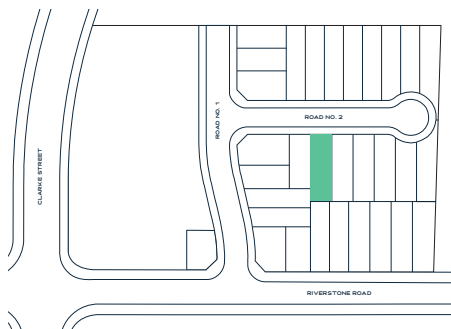 ROAD NO. 1
ROAD NO. 2
CLARKE STREET
RIVERSTONE ROAD